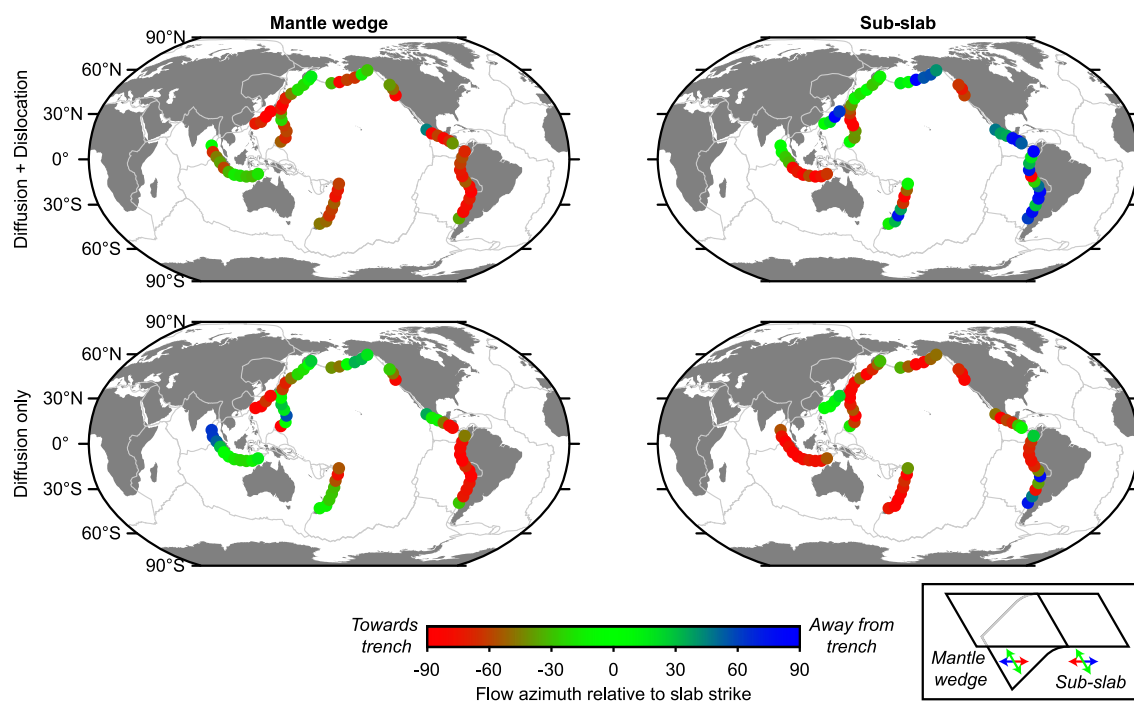 Mantle wedge
Sub-slab
Diffusion + Dislocation
90°N
60°N
30°N
0°
30°S
60°S
90°S
Diffusion only
90°N
60°N
30°N
0°
30°S
60°S
90°S
Towards trench
Away from trench
-90 -60 -30 0 30 60 90
Flow azimuth relative to slab strike
Mantle wedge
Sub-slab